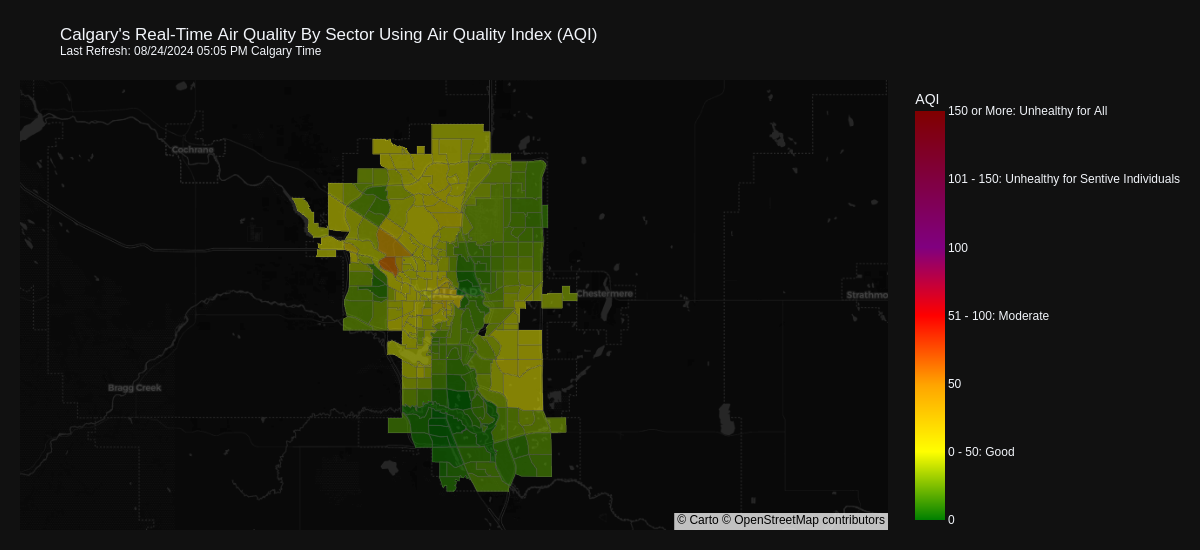 Calgary's Real-Time Air Quality By Sector Using Air Quality Index (AQI)
Last Refresh: 08/24/2024 05:05 PM Calgary Time
AQI
150 or More: Unhealthy for All
Cochrane
101 - 150: Unhealthy for Sentive Individuals
100
CALGARY
Chestermere
Strathmo
51 - 100: Moderate
50
Bragg Creek
0 - 50: Good
0
© Carto © OpenStreetMap contributors